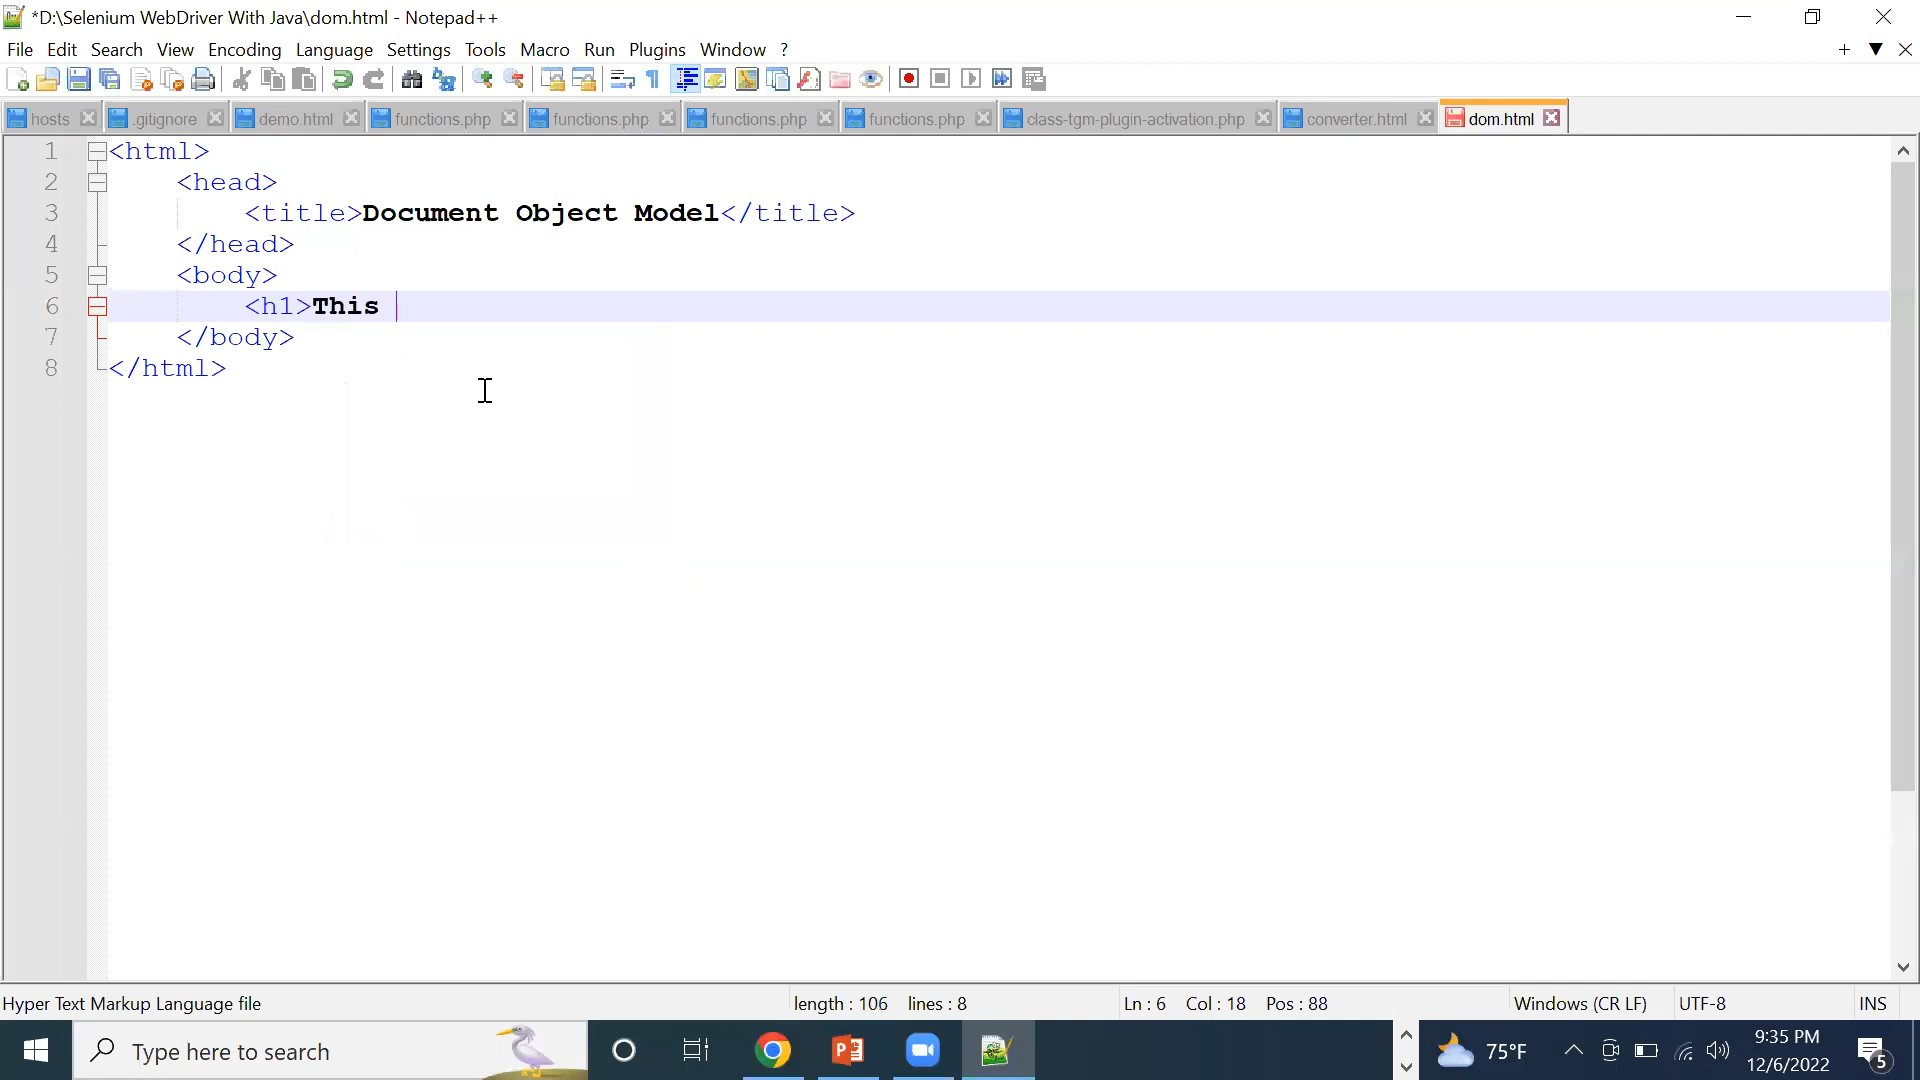 *D:\Selenium WebDriver With Java\dom.html - Notepad++
File Edit Search View Encoding Language Settings Tools Macro Run Plugins Window ?
hosts .gitignore demo.html functions.php functions.php functions.php functions.php class-tgm-plugin-activation.php converter.html dom.html
1 <html>
2 <head>
3 <title>Document Object Model</title>
4 </head>
5 <body>
6 <h1>This
7 </body>
8 </html>
Hyper Text Markup Language file length : 106 lines : 8 Ln : 6 Col : 18 Pos : 88 Windows (CR LF) UTF-8 INS
Type here to search 75°F 9:35 PM
12/6/2022 5